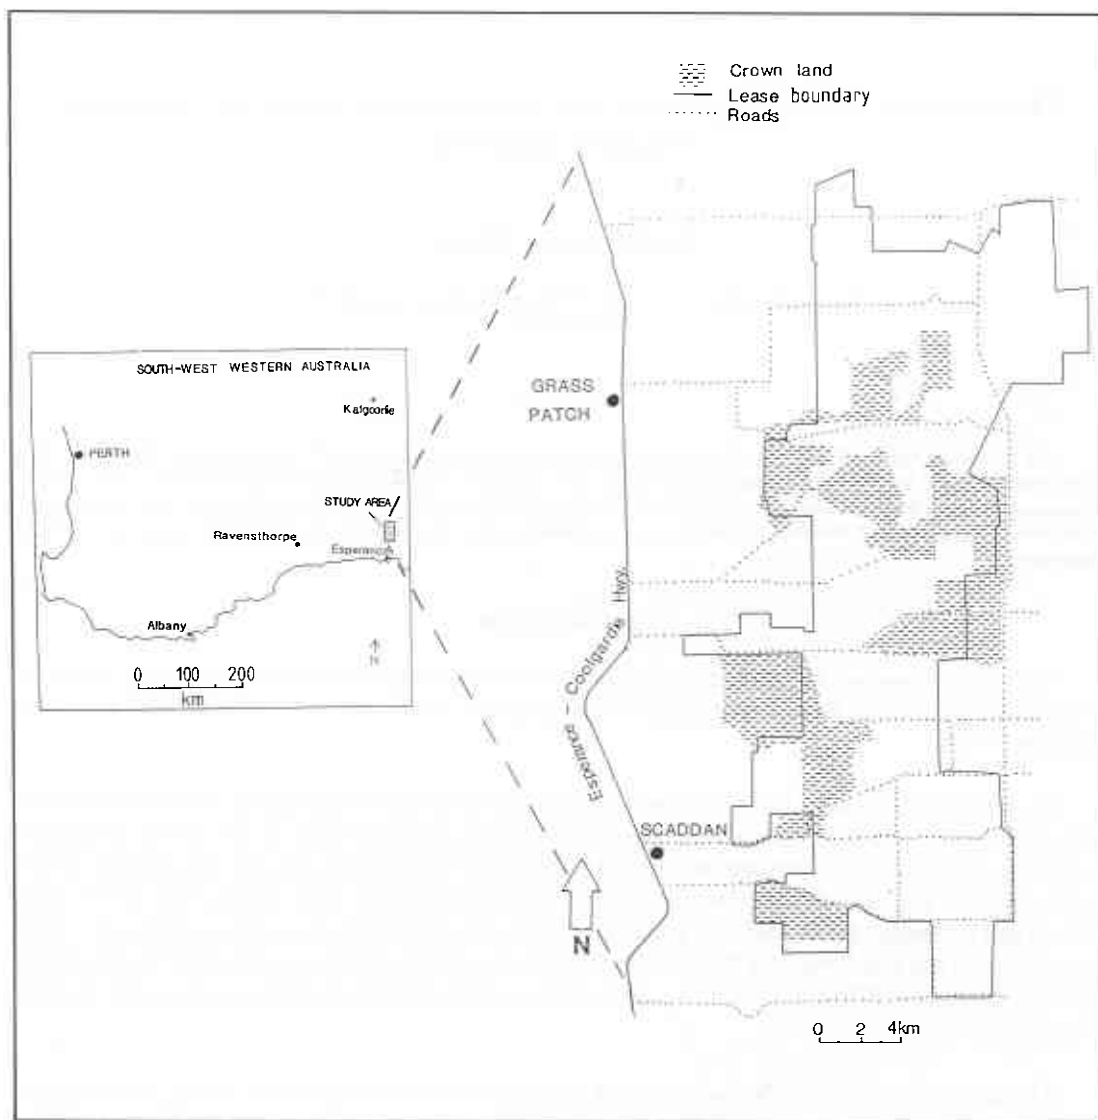 Crown land
Lease boundary
Roads
SOUTH-WEST WESTERN AUSTRALIA
Kalgoorlie
PERTH
STUDY AREA
Ravensthorpe
Esperance
Albany
N
0 100 200
km
GRASS
PATCH
Esperance - Coolgardie Hwy.
SCADDAN
N
0 2 4km